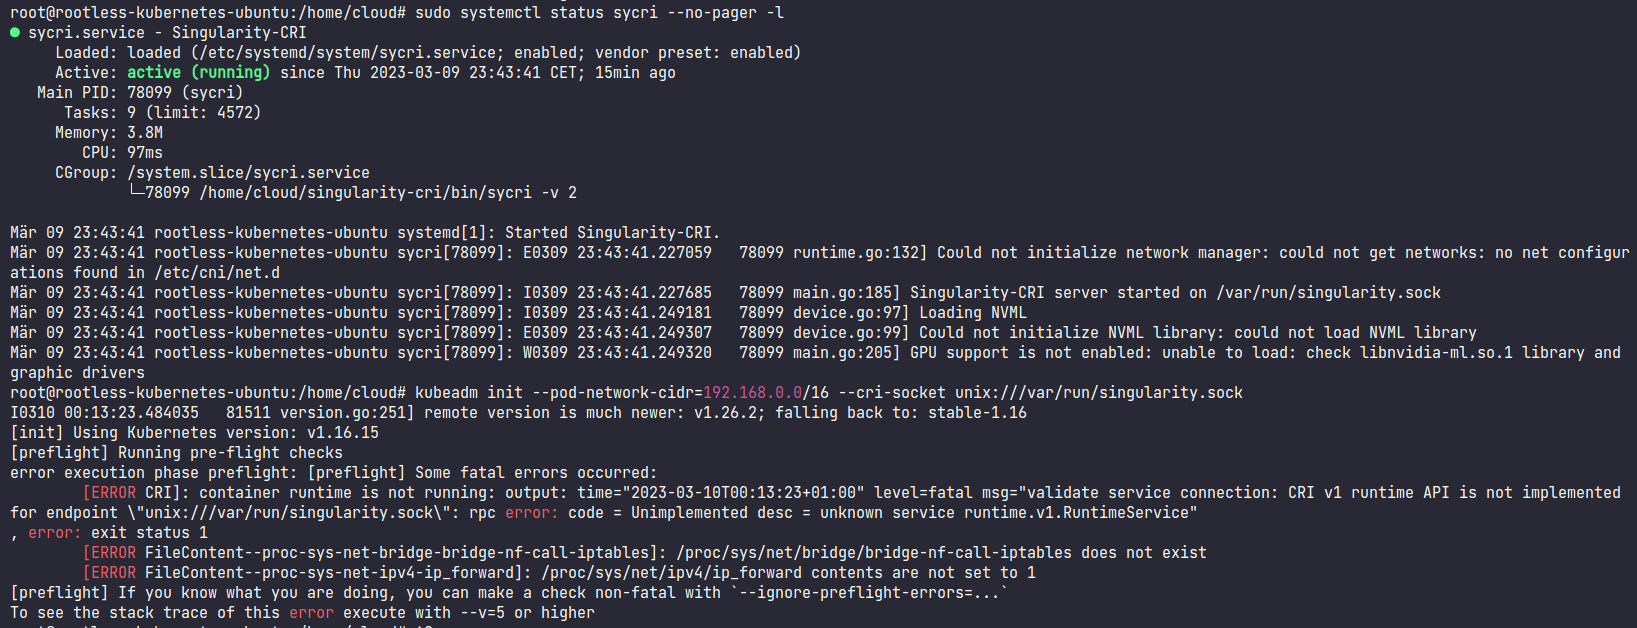 root@rootless-kubernetes-ubuntu:/home/cloud# sudo systemctl status sycri --no-pager -l
● sycri.service - Singularity-CRI
     Loaded: loaded (/etc/systemd/system/sycri.service; enabled; vendor preset: enabled)
     Active: active (running) since Thu 2023-03-09 23:43:41 CET; 15min ago
   Main PID: 78099 (sycri)
      Tasks: 9 (limit: 4572)
     Memory: 3.8M
        CPU: 97ms
     CGroup: /system.slice/sycri.service
             └─78099 /home/cloud/singularity-cri/bin/sycri -v 2
Mär 09 23:43:41 rootless-kubernetes-ubuntu systemd[1]: Started Singularity-CRI.
Mär 09 23:43:41 rootless-kubernetes-ubuntu sycri[78099]: E0309 23:43:41.227059   78099 runtime.go:132] Could not initialize network manager: could not get networks: no net configur
ations found in /etc/cni/net.d
Mär 09 23:43:41 rootless-kubernetes-ubuntu sycri[78099]: I0309 23:43:41.227685   78099 main.go:185] Singularity-CRI server started on /var/run/singularity.sock
Mär 09 23:43:41 rootless-kubernetes-ubuntu sycri[78099]: I0309 23:43:41.249181   78099 device.go:97] Loading NVML
Mär 09 23:43:41 rootless-kubernetes-ubuntu sycri[78099]: E0309 23:43:41.249307   78099 device.go:99] Could not initialize NVML library: could not load NVML library
Mär 09 23:43:41 rootless-kubernetes-ubuntu sycri[78099]: W0309 23:43:41.249320   78099 main.go:205] GPU support is not enabled: unable to load: check libnvidia-ml.so.1 library and
graphic drivers
root@rootless-kubernetes-ubuntu:/home/cloud# kubeadm init --pod-network-cidr=192.168.0.0/16 --cri-socket unix:///var/run/singularity.sock
I0310 00:13:23.484035   81511 version.go:251] remote version is much newer: v1.26.2; falling back to: stable-1.16
[init] Using Kubernetes version: v1.16.15
[preflight] Running pre-flight checks
error execution phase preflight: [preflight] Some fatal errors occurred:
        [ERROR CRI]: container runtime is not running: output: time="2023-03-10T00:13:23+01:00" level=fatal msg="validate service connection: CRI v1 runtime API is not implemented
for endpoint \"unix:///var/run/singularity.sock\": rpc error: code = Unimplemented desc = unknown service runtime.v1.RuntimeService"
, error: exit status 1
        [ERROR FileContent--proc-sys-net-bridge-bridge-nf-call-iptables]: /proc/sys/net/bridge/bridge-nf-call-iptables does not exist
        [ERROR FileContent--proc-sys-net-ipv4-ip_forward]: /proc/sys/net/ipv4/ip_forward contents are not set to 1
[preflight] If you know what you are doing, you can make a check non-fatal with `--ignore-preflight-errors=...`
To see the stack trace of this error execute with --v=5 or higher